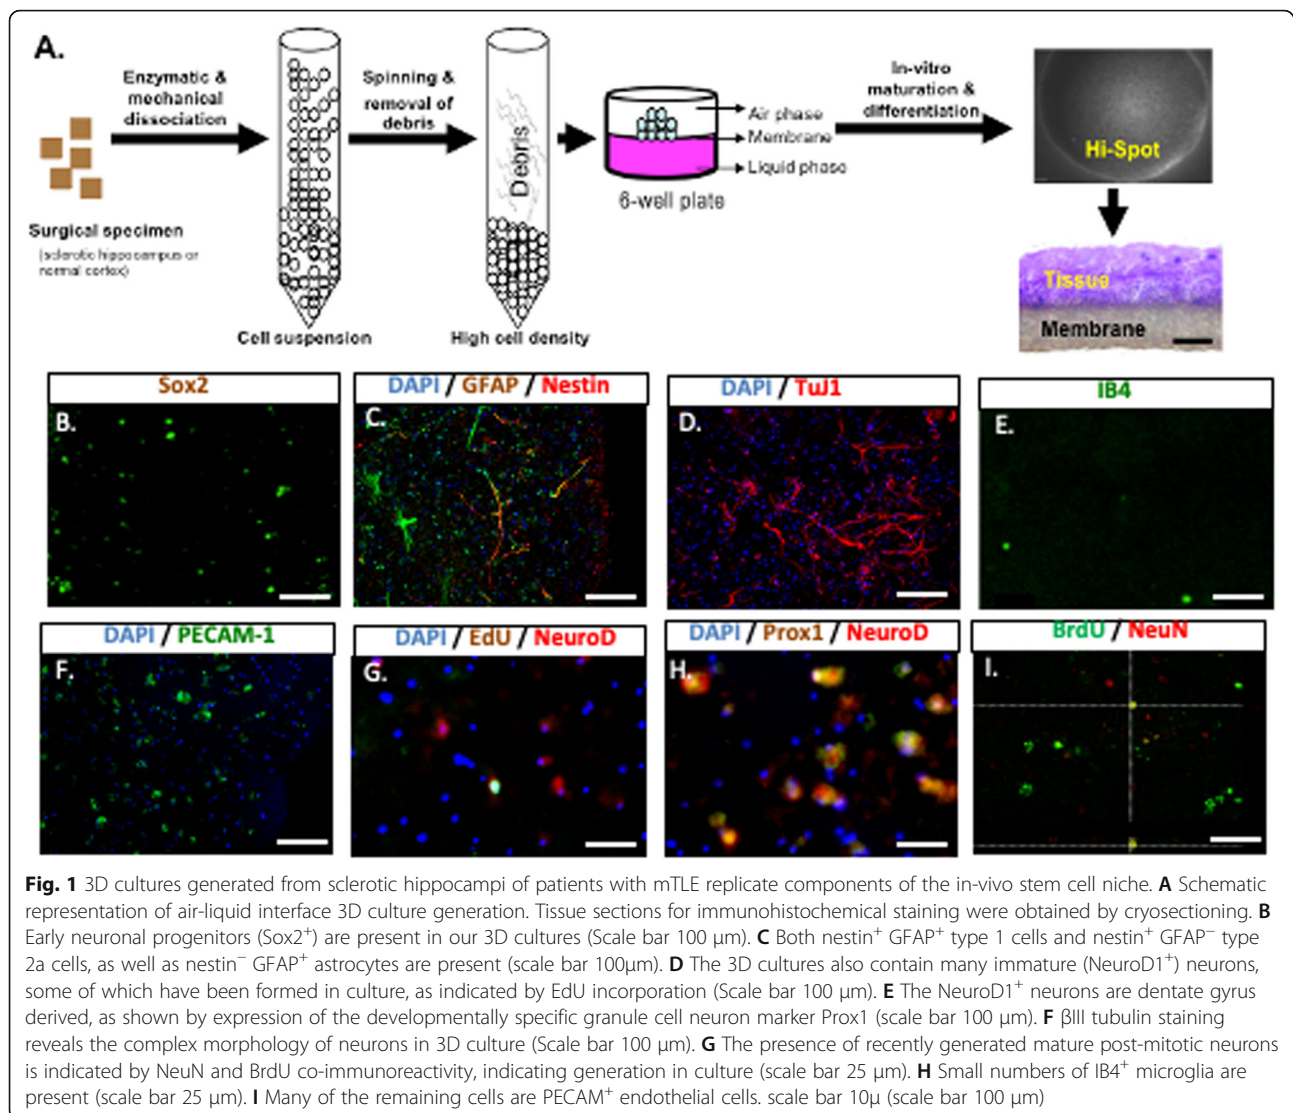 A.
Enzymatic &
mechanical
dissociation
Spinning &
removal of
debris
Debris
Air phase
Membrane
Liquid phase
6-well plate
In-vitro
maturation &
differentiation
Hi-Spot
Surgical specimen
(sclerotic hippocampus or
normal cortex)
Cell suspension
High cell density
Tissue
Membrane
Sox2
DAPI / GFAP / Nestin
DAPI / TuJ1
IB4
B.
C.
D.
E.
DAPI / PECAM-1
DAPI / EdU / NeuroD
DAPI / Prox1 / NeuroD
BrdU / NeuN
F.
G.
H.
I.
Fig. 1 3D cultures generated from sclerotic hippocampi of patients with mTLE replicate components of the in-vivo stem cell niche. A Schematic
representation of air-liquid interface 3D culture generation. Tissue sections for immunohistochemical staining were obtained by cryosectioning. B
Early neuronal progenitors (Sox2⁺) are present in our 3D cultures (Scale bar 100 μm). C Both nestin⁺ GFAP⁺ type 1 cells and nestin⁺ GFAP⁻ type
2a cells, as well as nestin⁻ GFAP⁺ astrocytes are present (scale bar 100μm). D The 3D cultures also contain many immature (NeuroD1⁺) neurons,
some of which have been formed in culture, as indicated by EdU incorporation (Scale bar 100 μm). E The NeuroD1⁺ neurons are dentate gyrus
derived, as shown by expression of the developmentally specific granule cell neuron marker Prox1 (scale bar 100 μm). F βIII tubulin staining
reveals the complex morphology of neurons in 3D culture (Scale bar 100 μm). G The presence of recently generated mature post-mitotic neurons
is indicated by NeuN and BrdU co-immunoreactivity, indicating generation in culture (scale bar 25 μm). H Small numbers of IB4⁺ microglia are
present (scale bar 25 μm). I Many of the remaining cells are PECAM⁺ endothelial cells. scale bar 10μ (scale bar 100 μm)